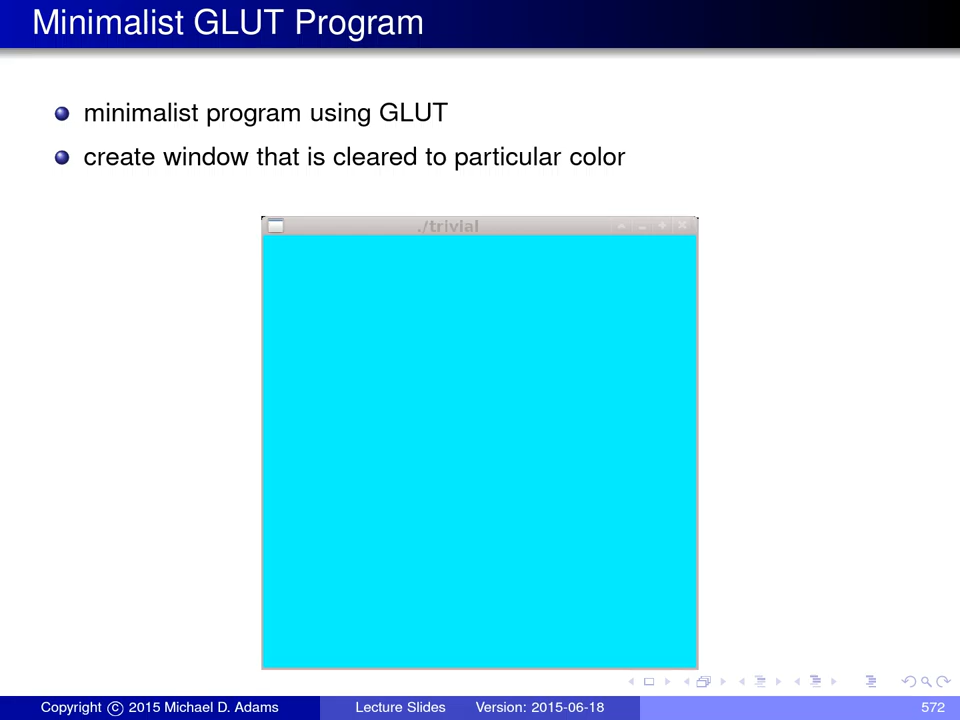 Minimalist GLUT Program
minimalist program using GLUT
create window that is cleared to particular color
./trivial
Copyright © 2015 Michael D. Adams Lecture Slides Version: 2015-06-18 572